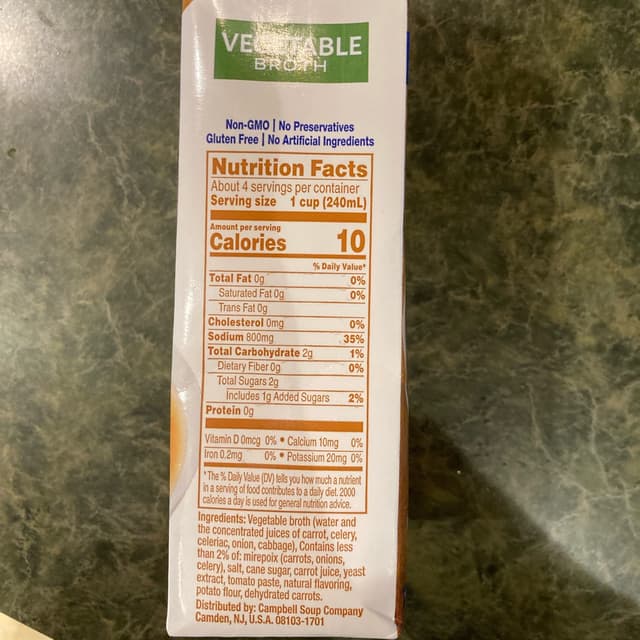 VEGETABLE
BROTH
Non-GMO | No Preservatives
Gluten Free | No Artificial Ingredients
Nutrition Facts
About 4 servings per container
Serving size 1 cup (240mL)
Amount per serving
Calories 10
% Daily Value*
Total Fat 0g 0%
Saturated Fat 0g 0%
Trans Fat 0g
Cholesterol 0mg 0%
Sodium 800mg 35%
Total Carbohydrate 2g 1%
Dietary Fiber 0g 0%
Total Sugars 2g
Includes 1g Added Sugars 2%
Protein 0g
Vitamin D 0mcg 0% • Calcium 10mg 0%
Iron 0.2mg 0% • Potassium 20mg 0%
*The % Daily Value (DV) tells you how much a nutrient
in a serving of food contributes to a daily diet. 2000
calories a day is used for general nutrition advice.
Ingredients: Vegetable broth (water and
the concentrated juices of carrot, celery,
celeriac, onion, cabbage), Contains less
than 2% of: mirepoix (carrots, onions,
celery), salt, cane sugar, carrot juice, yeast
extract, tomato paste, natural flavoring,
potato flour, dehydrated carrots.
Distributed by: Campbell Soup Company
Camden, NJ, U.S.A. 08103-1701